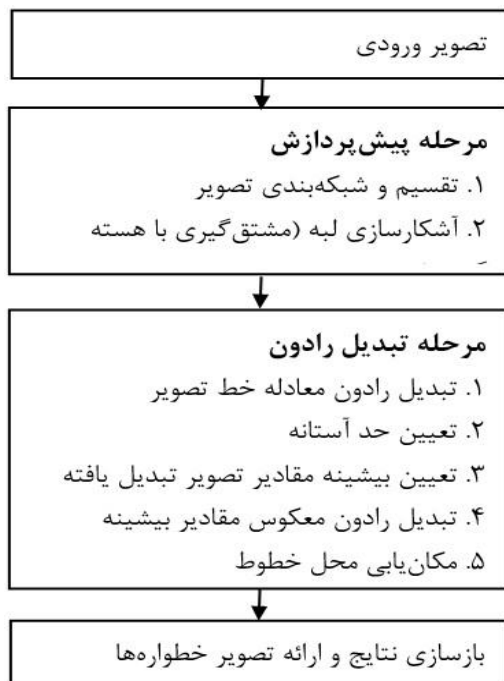 تصویر ورودی
مرحله پیش‌پردازش
۱. تقسیم و شبکه‌بندی تصویر
۲. آشکارسازی لبه (مشتق‌گیری با هسته
مرحله تبدیل رادون
۱. تبدیل رادون معادله خط تصویر
۲. تعیین حد آستانه
۳. تعیین بیشینه مقادیر تصویر تبدیل یافته
۴. تبدیل رادون معکوس مقادیر بیشینه
۵. مکان‌یابی محل خطوط
بازسازی نتایج و ارائه تصویر خطواره‌ها